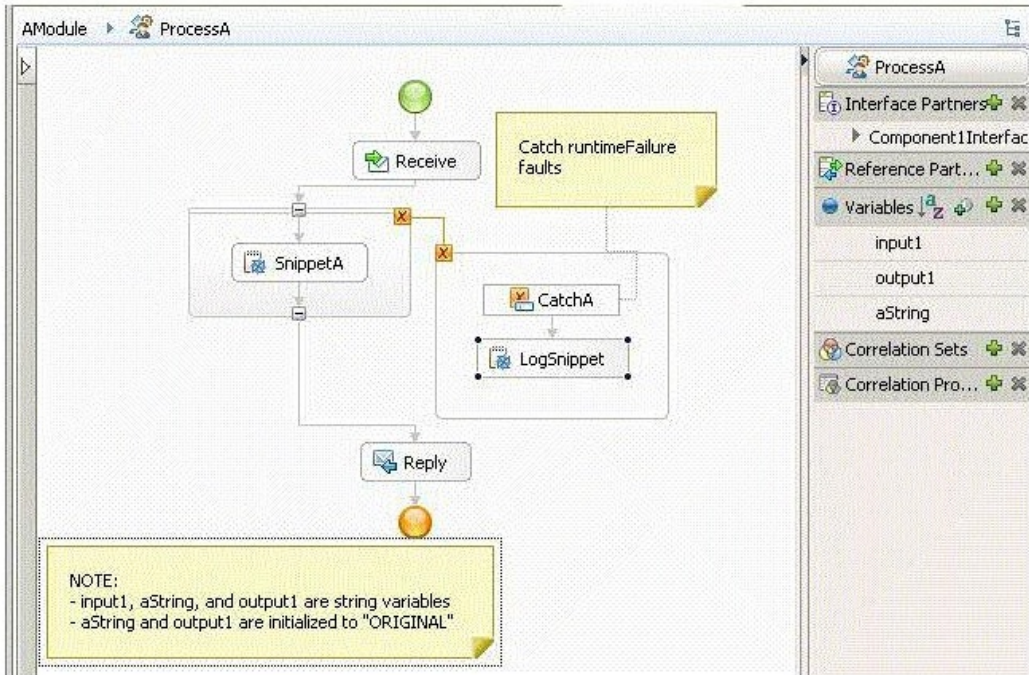 AModule ProcessA
Receive
Catch runtimeFailure
faults
SnippetA
CatchA
LogSnippet
Reply
NOTE:
- input1, aString, and output1 are string variables
- aString and output1 are initialized to "ORIGINAL"
ProcessA
Interface Partners
Component1Interfac
Reference Part...
Variables
input1
output1
aString
Correlation Sets
Correlation Pro...